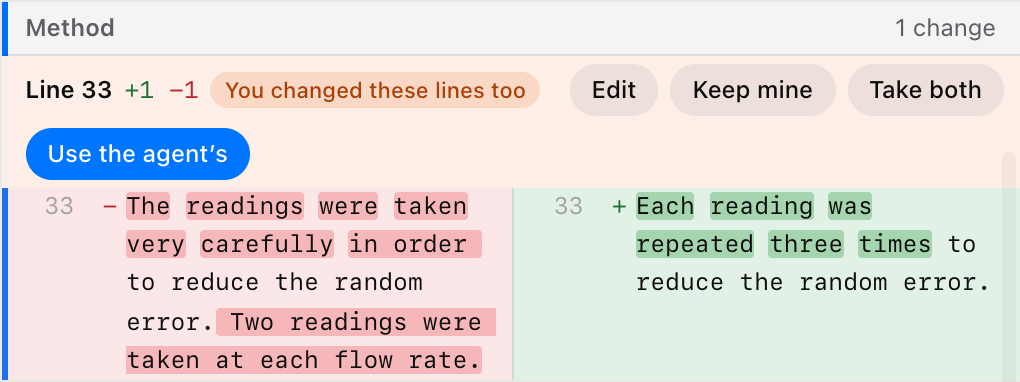 Method 1 change
Line 33 +1 −1 You changed these lines too Edit Keep mine Take both
Use the agent’s
33 − The readings were taken
very carefully in order
to reduce the random
error. Two readings were
taken at each flow rate.
33 + Each reading was
repeated three times to
reduce the random error.